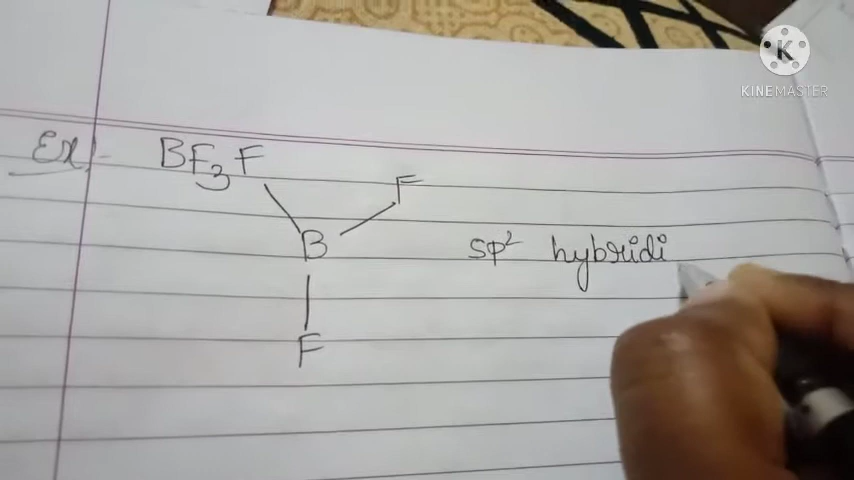 Ex:- BF3 F
F
B
sp² hybridi
F
K
KINEMASTER